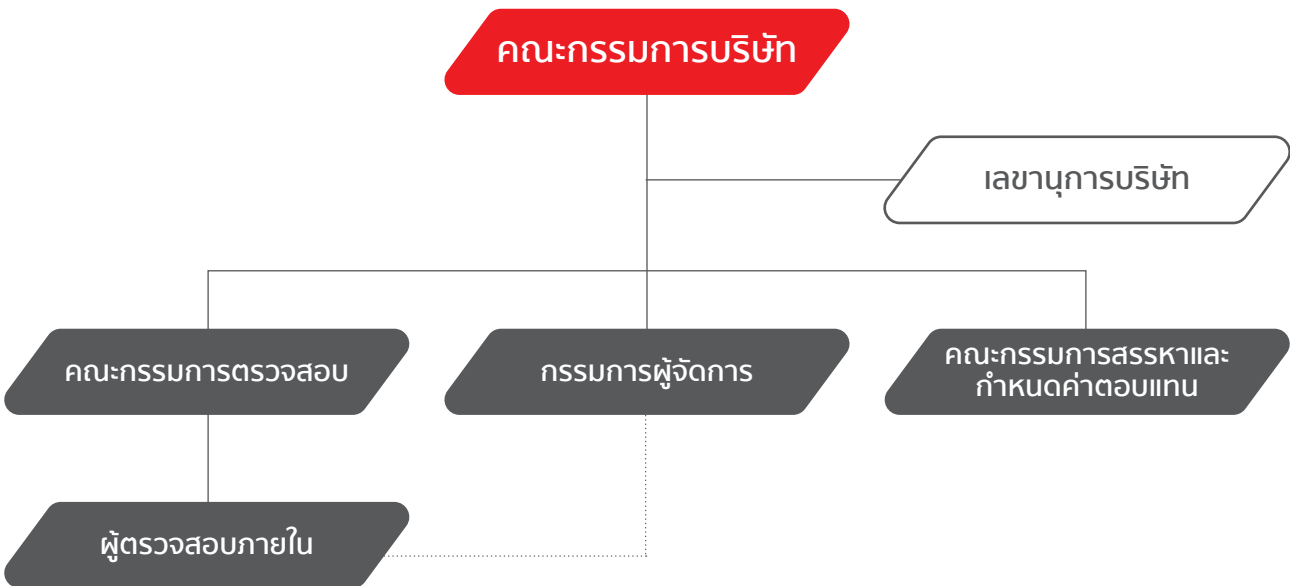 คณะกรรมการบริษัท
เลขานุการบริษัท
คณะกรรมการตรวจสอบ
กรรมการผู้จัดการ
คณะกรรมการสรรหาและ
กำหนดค่าตอบแทน
ผู้ตรวจสอบภายใน